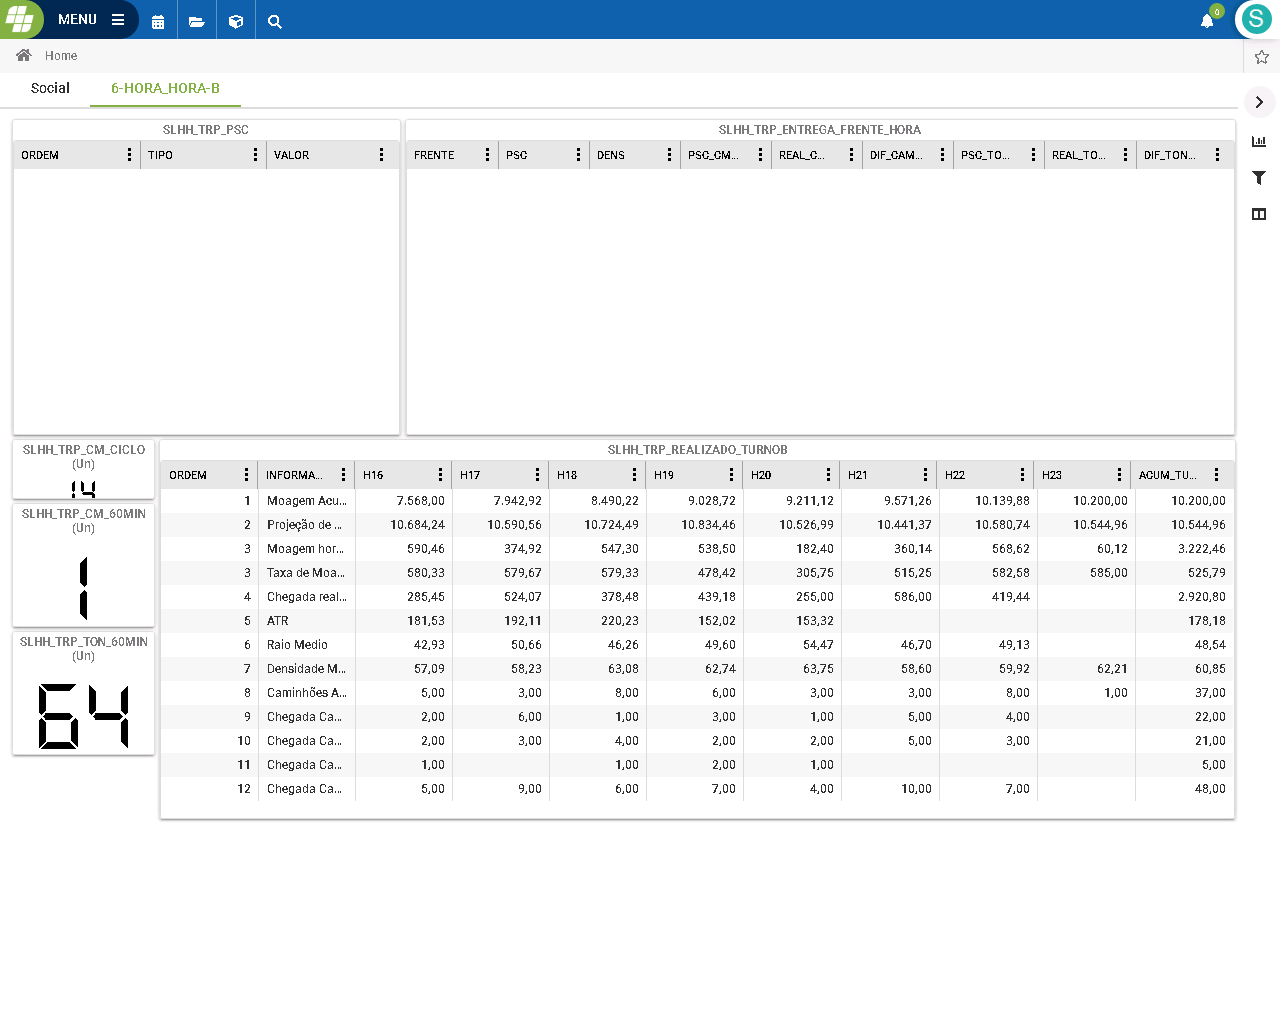 MENU
0
S
Home
Social 6-HORA_HORA-B
SLHH_TRP_PSC
ORDEM TIPO VALOR
SLHH_TRP_ENTREGA_FRENTE_HORA
FRENTE PSC DENS PSC_CM... REAL_C... DIF_CAM... PSC_TO... REAL_TO... DIF_TON...
SLHH_TRP_CM_CICLO
(Un)
14
SLHH_TRP_CM_60MIN
(Un)
1
SLHH_TRP_TON_60MIN
(Un)
64
SLHH_TRP_REALIZADO_TURNOB
ORDEM INFORMA... H16 H17 H18 H19 H20 H21 H22 H23 ACUM_TU...
1 Moagem Acu... 7.568,00 7.942,92 8.490,22 9.028,72 9.211,12 9.571,26 10.139,88 10.200,00 10.200,00
2 Projeção de ... 10.684,24 10.590,56 10.724,49 10.834,46 10.526,99 10.441,37 10.580,74 10.544,96 10.544,96
3 Moagem hor... 590,46 374,92 547,30 538,50 182,40 360,14 568,62 60,12 3.222,46
3 Taxa de Moa... 580,33 579,67 579,33 478,42 305,75 515,25 582,58 585,00 525,79
4 Chegada real... 285,45 524,07 378,48 439,18 255,00 586,00 419,44 2.920,80
5 ATR 181,53 192,11 220,23 152,02 153,32 178,18
6 Raio Medio 42,93 50,66 46,26 49,60 54,47 46,70 49,13 48,54
7 Densidade M... 57,09 58,23 63,08 62,74 63,75 58,60 59,92 62,21 60,85
8 Caminhões A... 5,00 3,00 8,00 6,00 3,00 3,00 8,00 1,00 37,00
9 Chegada Ca... 2,00 6,00 1,00 3,00 1,00 5,00 4,00 22,00
10 Chegada Ca... 2,00 3,00 4,00 2,00 2,00 5,00 3,00 21,00
11 Chegada Ca... 1,00 1,00 2,00 1,00 5,00
12 Chegada Ca... 5,00 9,00 6,00 7,00 4,00 10,00 7,00 48,00